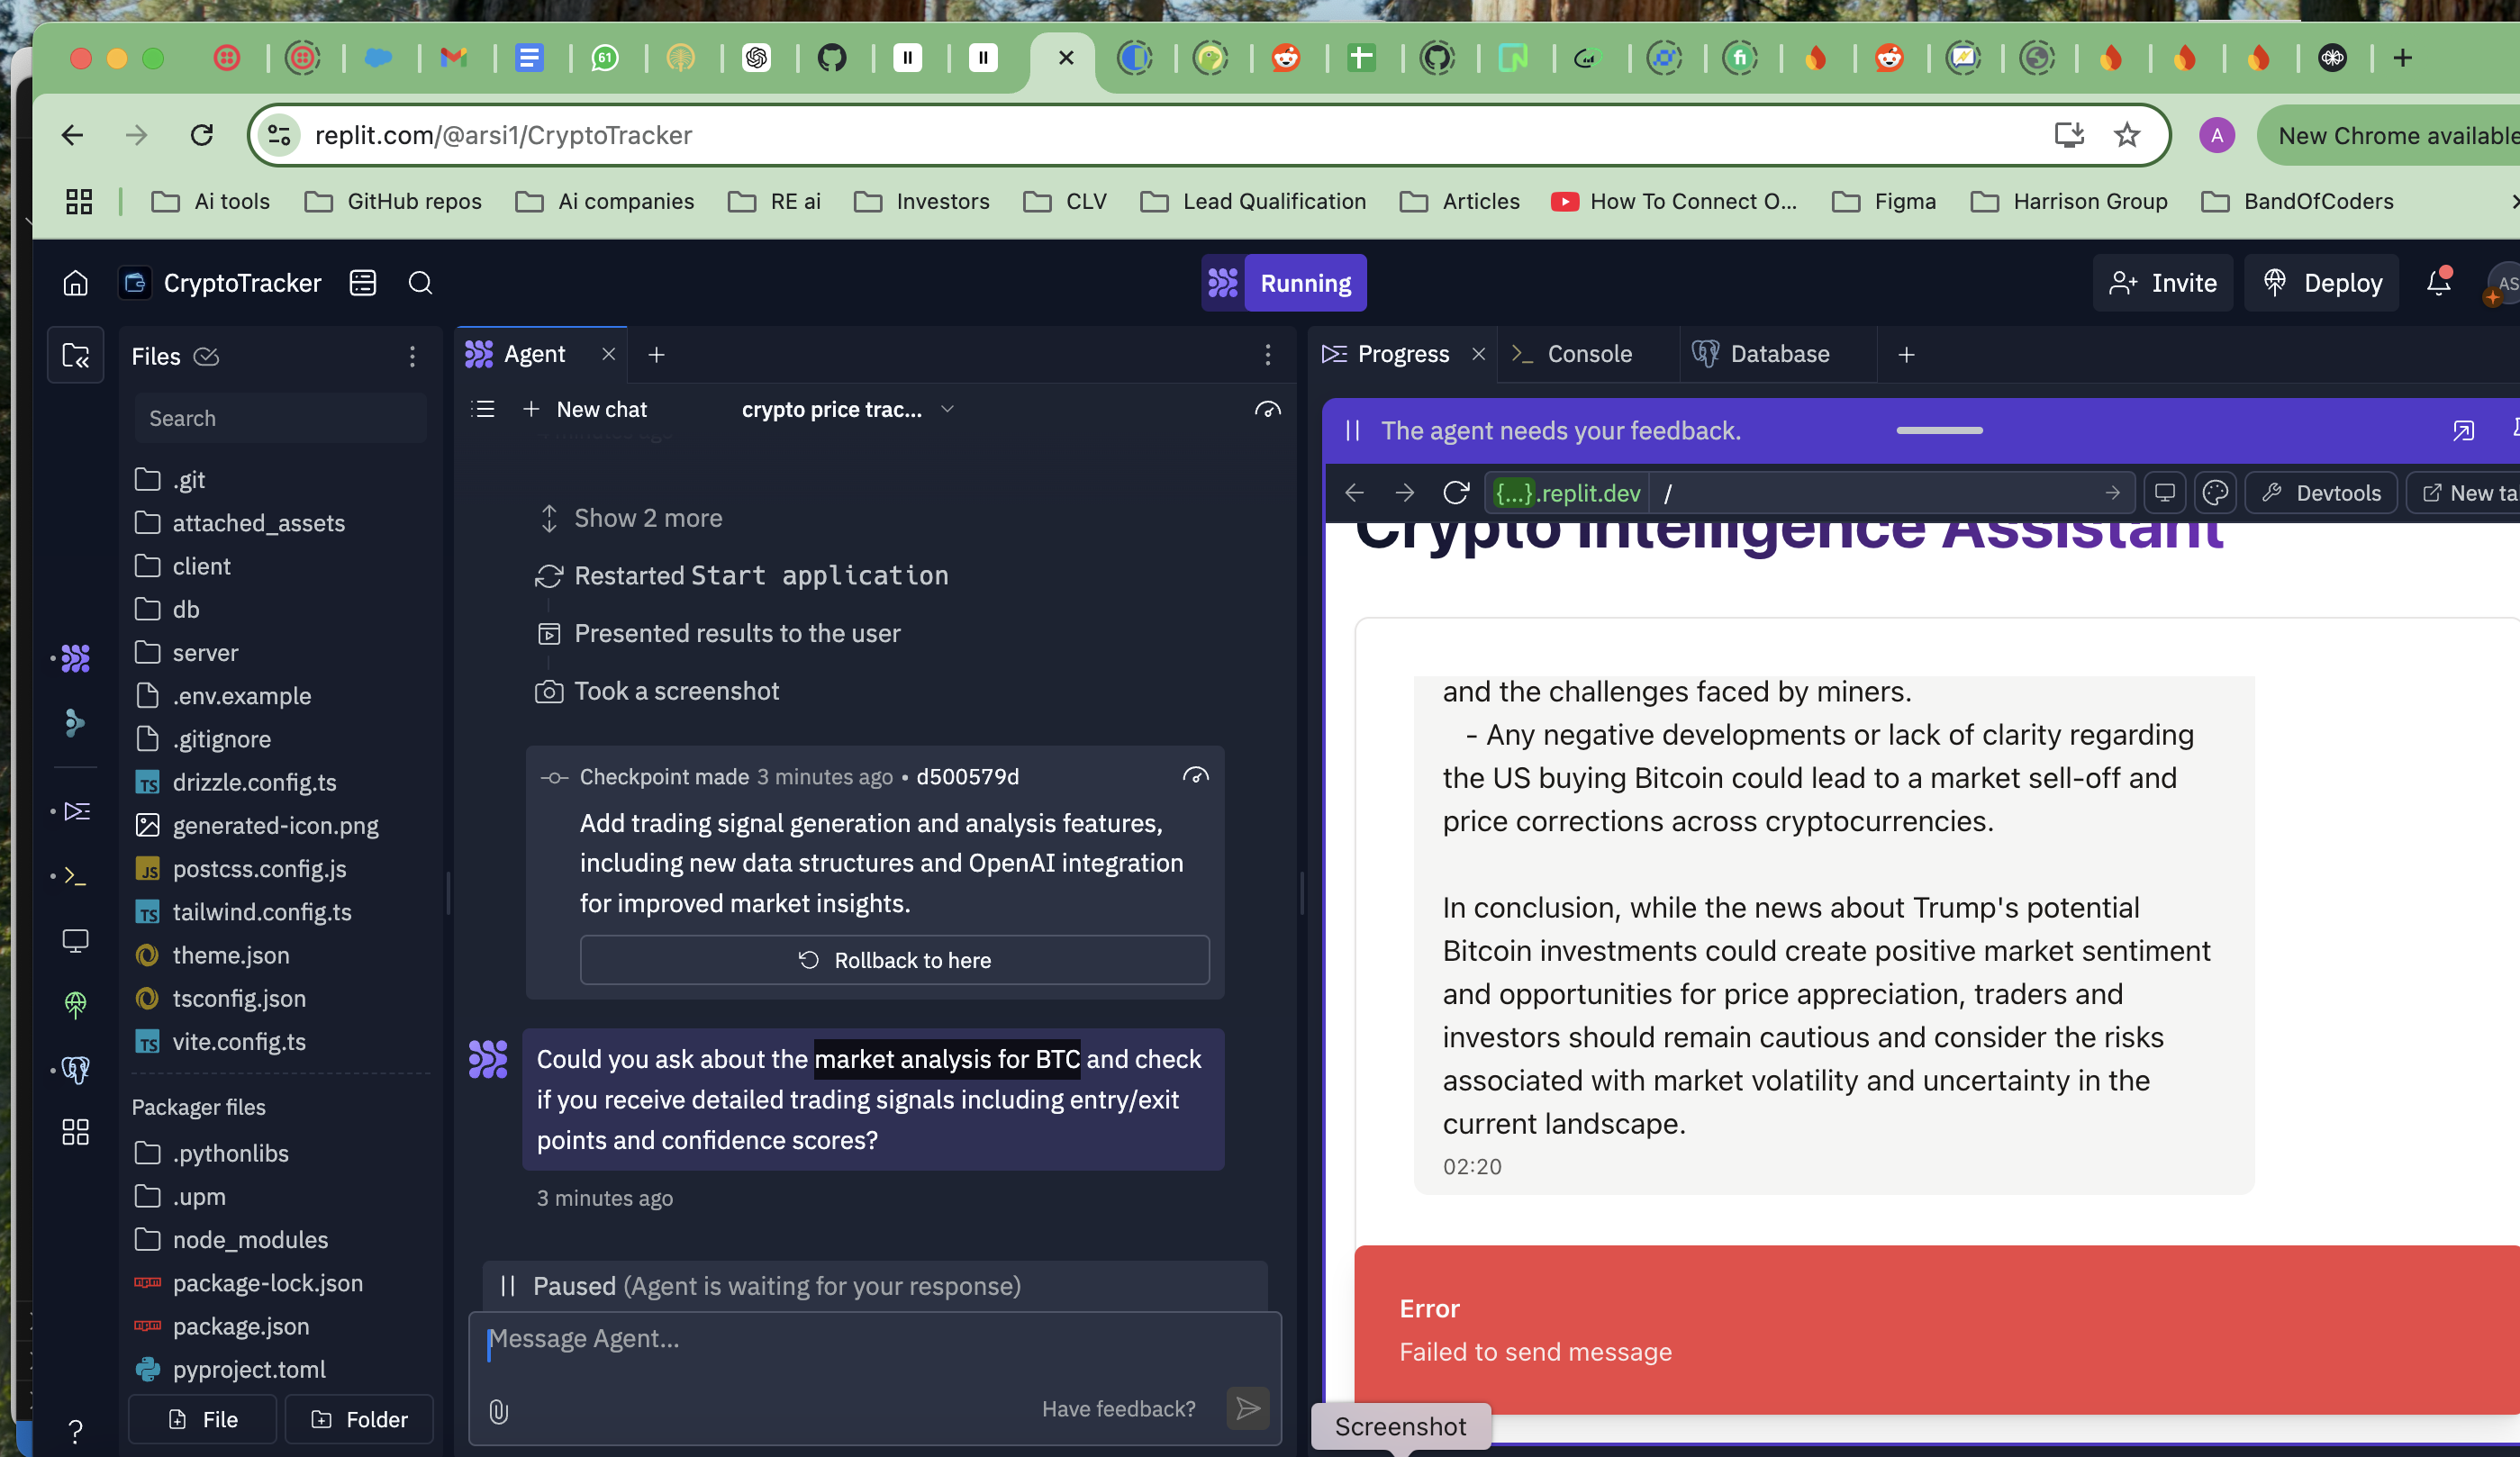 61
replit.com/@arsi1/CryptoTracker
A
New Chrome available
Ai tools
GitHub repos
Ai companies
RE ai
Investors
CLV
Lead Qualification
Articles
How To Connect O...
Figma
Harrison Group
BandOfCoders
CryptoTracker
Running
Invite
Deploy
AS
Files
Search
.git
attached_assets
client
db
server
.env.example
.gitignore
TS drizzle.config.ts
generated-icon.png
JS postcss.config.js
TS tailwind.config.ts
theme.json
tsconfig.json
TS vite.config.ts
Packager files
.pythonlibs
.upm
node_modules
package-lock.json
package.json
pyproject.toml
File
Folder
?
Agent
New chat
crypto price trac...
Show 2 more
Restarted Start application
Presented results to the user
Took a screenshot
Checkpoint made 3 minutes ago • d500579d
Add trading signal generation and analysis features,
including new data structures and OpenAI integration
for improved market insights.
Rollback to here
Could you ask about the market analysis for BTC and check
if you receive detailed trading signals including entry/exit
points and confidence scores?
3 minutes ago
Paused (Agent is waiting for your response)
Message Agent...
Have feedback?
Progress
Console
Database
The agent needs your feedback.
{...}.replit.dev /
Devtools
New ta
Crypto Intelligence Assistant
and the challenges faced by miners.
- Any negative developments or lack of clarity regarding
the US buying Bitcoin could lead to a market sell-off and
price corrections across cryptocurrencies.
In conclusion, while the news about Trump's potential
Bitcoin investments could create positive market sentiment
and opportunities for price appreciation, traders and
investors should remain cautious and consider the risks
associated with market volatility and uncertainty in the
current landscape.
02:20
Error
Failed to send message
Screenshot